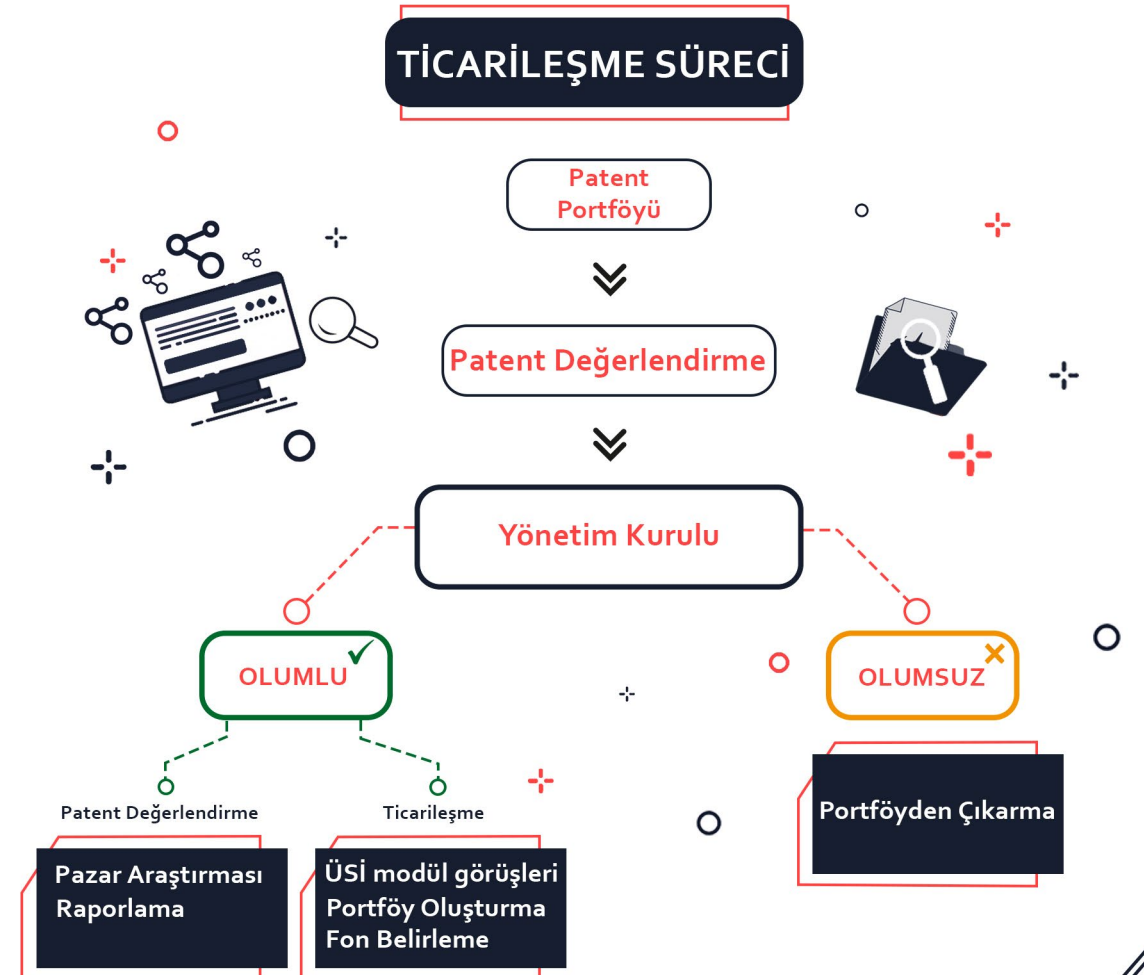 TİCARİLEŞME SÜRECİ
Patent
Portföyü
Patent Değerlendirme
Yönetim Kurulu
OLUMLU
OLUMSUZ
Patent Değerlendirme
Pazar Araştırması
Raporlama
Ticarileşme
ÜSİ modül görüşleri
Portföy Oluşturma
Fon Belirleme
Portföyden Çıkarma